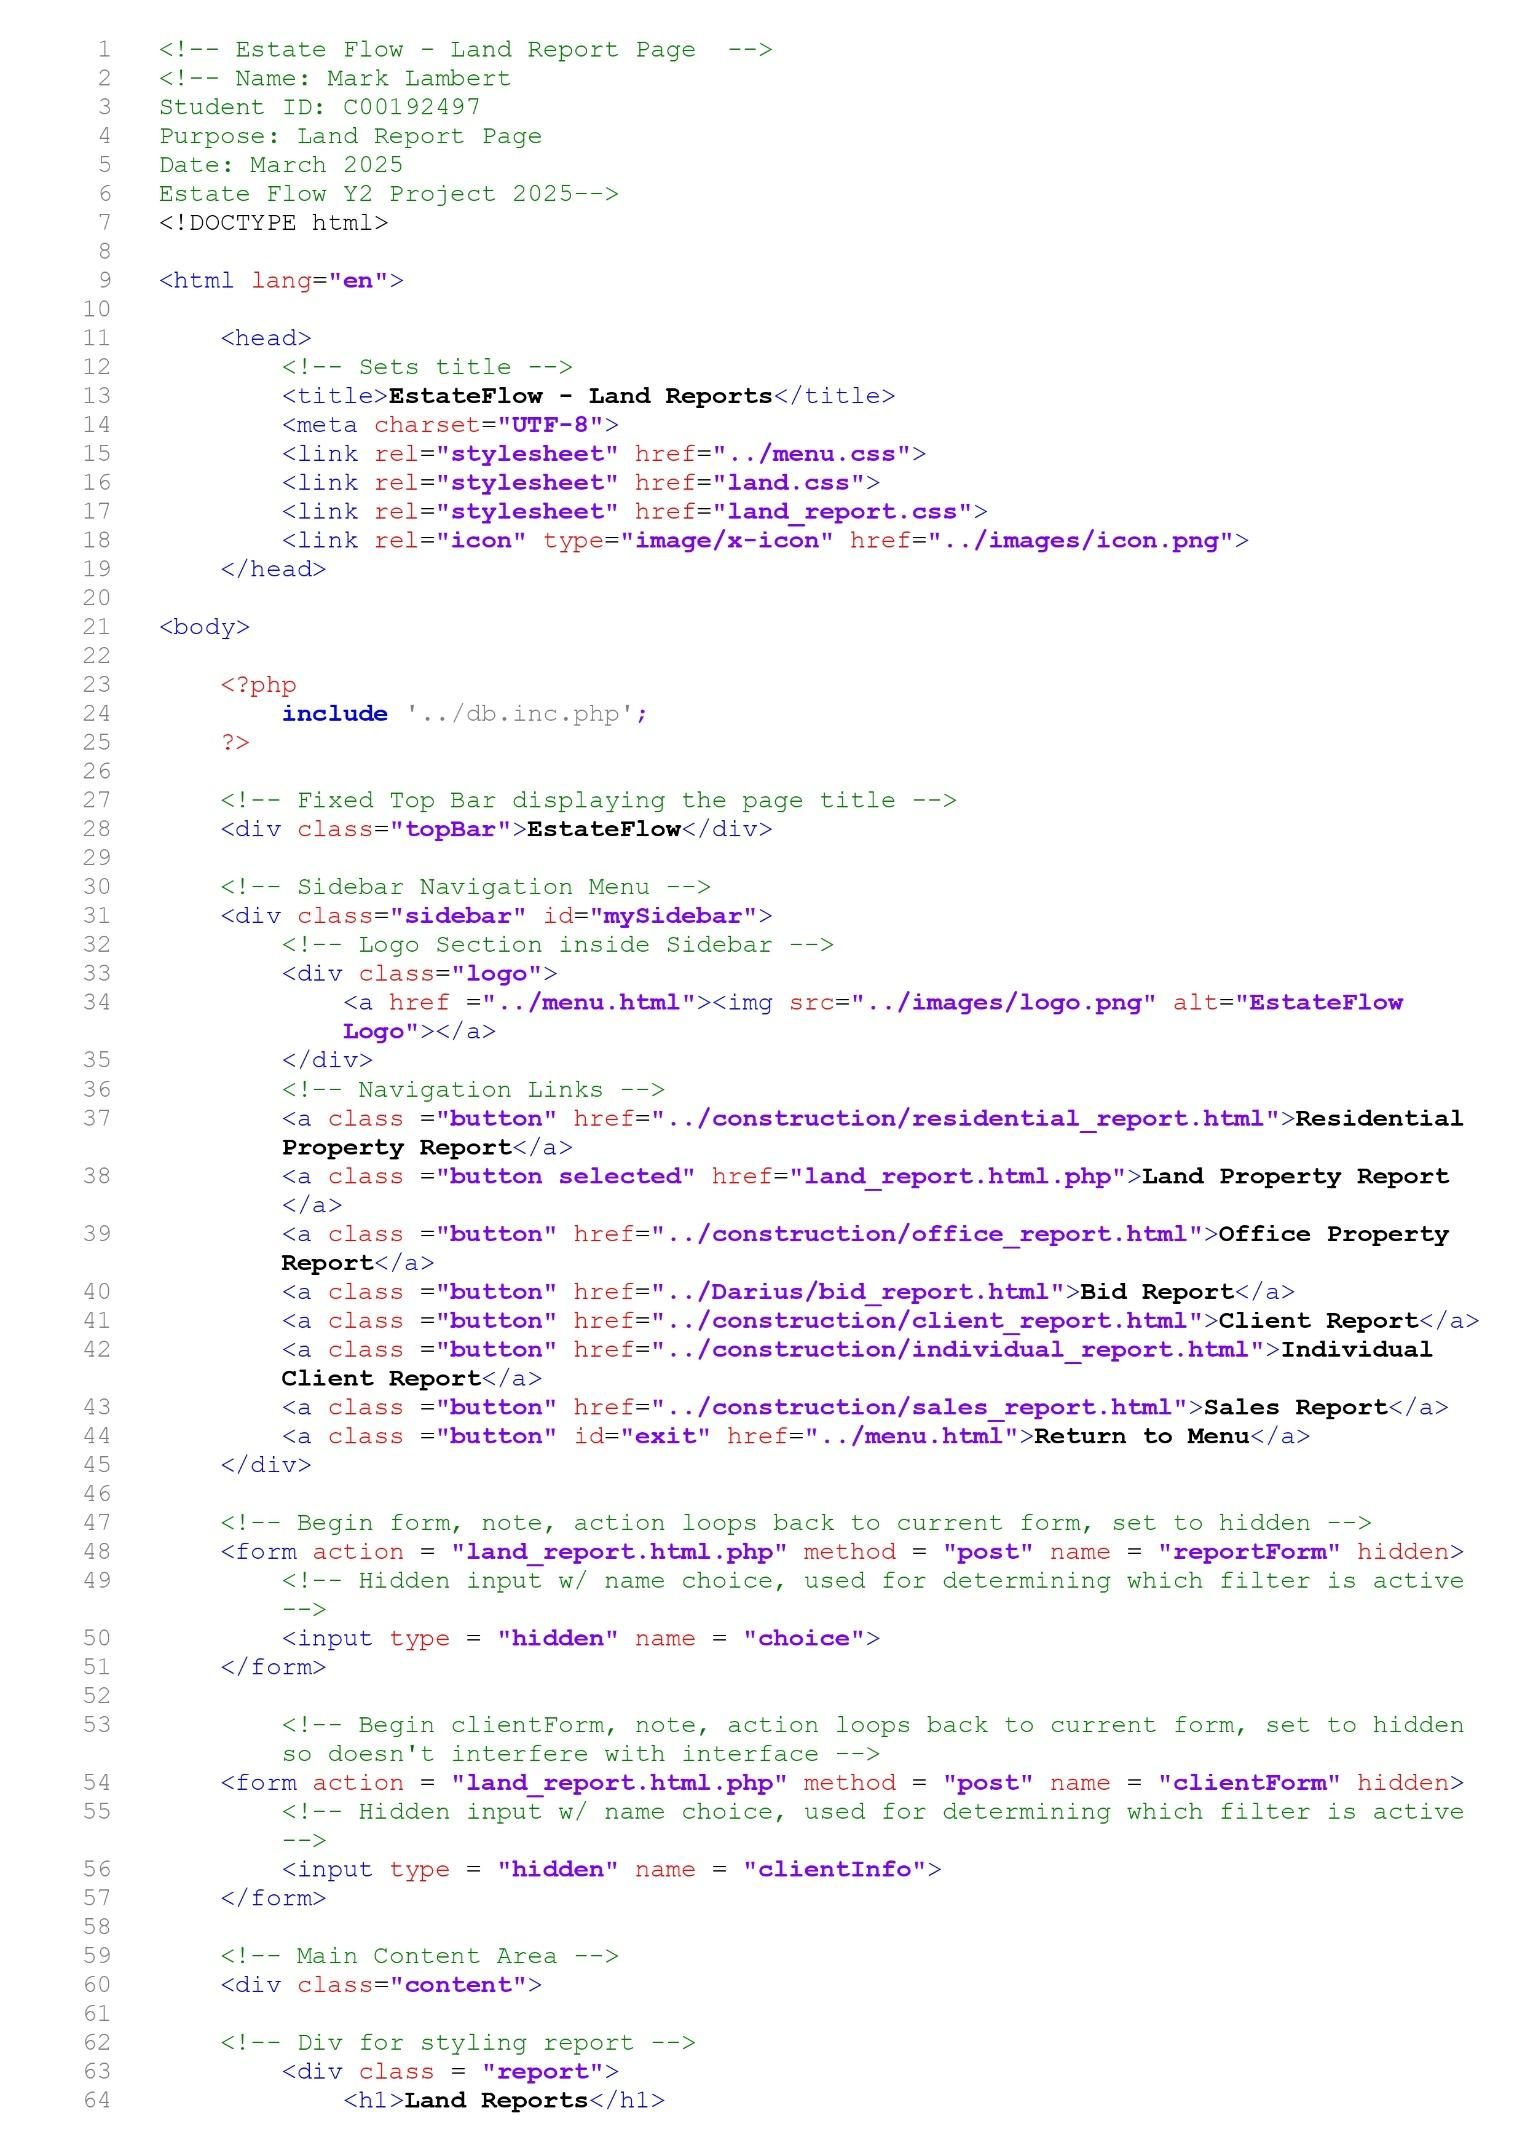 1 <!-- Estate Flow - Land Report Page  -->
2 <!-- Name: Mark Lambert
3 Student ID: C00192497
4 Purpose: Land Report Page
5 Date: March 2025
6 Estate Flow Y2 Project 2025-->
7 <!DOCTYPE html>
8
9 <html lang="en">
10
11     <head>
12         <!-- Sets title -->
13         <title>EstateFlow - Land Reports</title>
14         <meta charset="UTF-8">
15         <link rel="stylesheet" href="../menu.css">
16         <link rel="stylesheet" href="land.css">
17         <link rel="stylesheet" href="land_report.css">
18         <link rel="icon" type="image/x-icon" href="../images/icon.png">
19     </head>
20
21 <body>
22
23     <?php
24         include '../db.inc.php';
25     ?>
26
27     <!-- Fixed Top Bar displaying the page title -->
28     <div class="topBar">EstateFlow</div>
29
30     <!-- Sidebar Navigation Menu -->
31     <div class="sidebar" id="mySidebar">
32         <!-- Logo Section inside Sidebar -->
33         <div class="logo">
34             <a href ="../menu.html"><img src="../images/logo.png" alt="EstateFlow
            Logo"></a>
35         </div>
36         <!-- Navigation Links -->
37         <a class ="button" href="../construction/residential_report.html">Residential
        Property Report</a>
38         <a class ="button selected" href="land_report.html.php">Land Property Report
        </a>
39         <a class ="button" href="../construction/office_report.html">Office Property
        Report</a>
40         <a class ="button" href="../Darius/bid_report.html">Bid Report</a>
41         <a class ="button" href="../construction/client_report.html">Client Report</a>
42         <a class ="button" href="../construction/individual_report.html">Individual
        Client Report</a>
43         <a class ="button" href="../construction/sales_report.html">Sales Report</a>
44         <a class ="button" id="exit" href="../menu.html">Return to Menu</a>
45     </div>
46
47     <!-- Begin form, note, action loops back to current form, set to hidden -->
48     <form action = "land_report.html.php" method = "post" name = "reportForm" hidden>
49         <!-- Hidden input w/ name choice, used for determining which filter is active
        -->
50         <input type = "hidden" name = "choice">
51     </form>
52
53         <!-- Begin clientForm, note, action loops back to current form, set to hidden
        so doesn't interfere with interface -->
54     <form action = "land_report.html.php" method = "post" name = "clientForm" hidden>
55         <!-- Hidden input w/ name choice, used for determining which filter is active
        -->
56         <input type = "hidden" name = "clientInfo">
57     </form>
58
59     <!-- Main Content Area -->
60     <div class="content">
61
62     <!-- Div for styling report -->
63         <div class = "report">
64             <h1>Land Reports</h1>